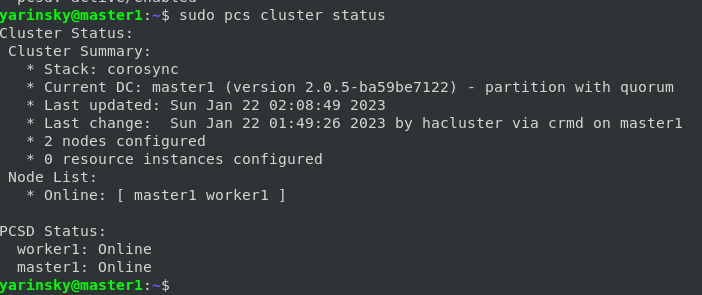 pcsd: active/enabled
yarinsky@master1:~$ sudo pcs cluster status
Cluster Status:
 Cluster Summary:
   * Stack: corosync
   * Current DC: master1 (version 2.0.5-ba59be7122) - partition with quorum
   * Last updated: Sun Jan 22 02:08:49 2023
   * Last change:  Sun Jan 22 01:49:26 2023 by hacluster via crmd on master1
   * 2 nodes configured
   * 0 resource instances configured
 Node List:
   * Online: [ master1 worker1 ]

PCSD Status:
  worker1: Online
  master1: Online
yarinsky@master1:~$